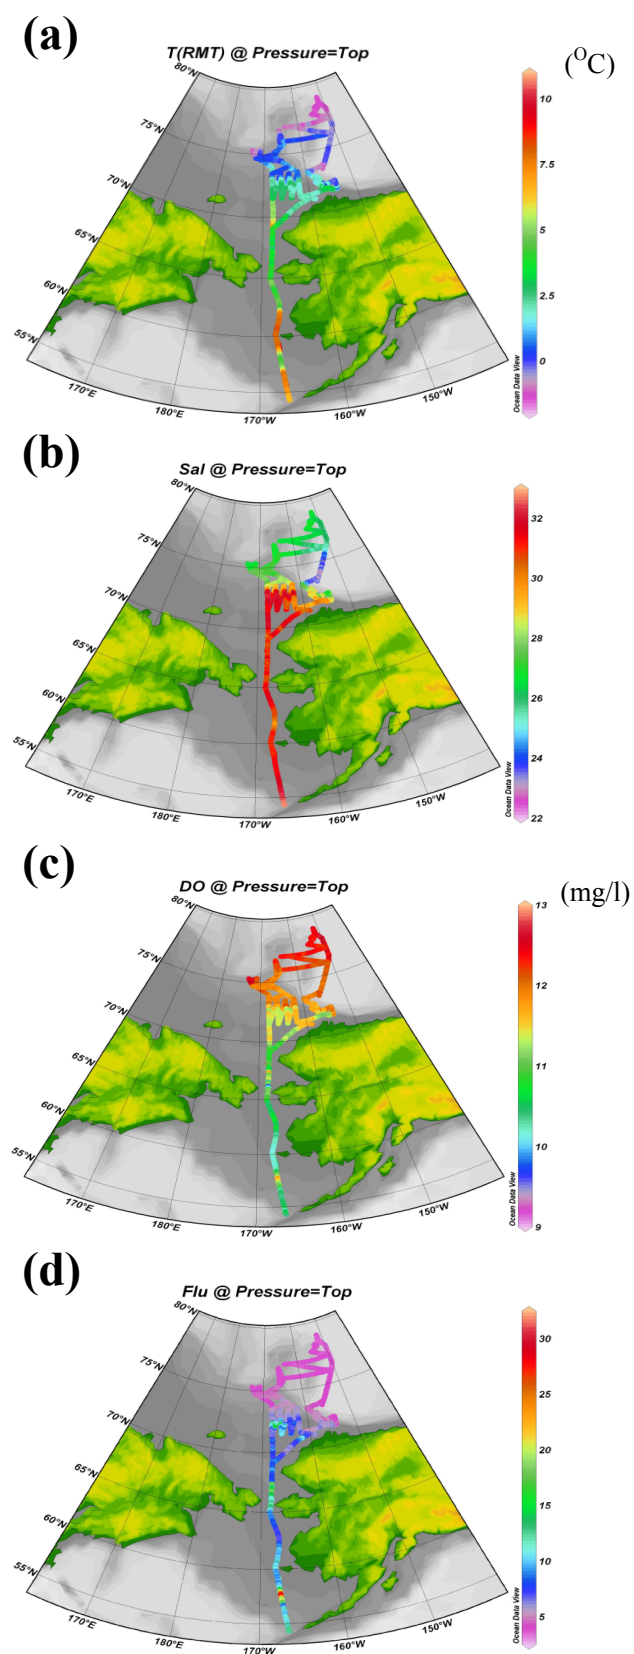 (a)
T(RMT) @ Pressure=Top
(°C)
80°N
75°N
70°N
65°N
60°N
55°N
170°E
180°E
170°W
160°W
150°W
10
7.5
5
2.5
0
Ocean Data View
(b)
Sal @ Pressure=Top
80°N
75°N
70°N
65°N
60°N
55°N
170°E
180°E
170°W
160°W
150°W
32
30
28
26
24
22
Ocean Data View
(c)
DO @ Pressure=Top
(mg/l)
80°N
75°N
70°N
65°N
60°N
55°N
170°E
180°E
170°W
160°W
150°W
13
12
11
10
9
Ocean Data View
(d)
Flu @ Pressure=Top
80°N
75°N
70°N
65°N
60°N
55°N
170°E
180°E
170°W
160°W
150°W
30
25
20
15
10
5
Ocean Data View